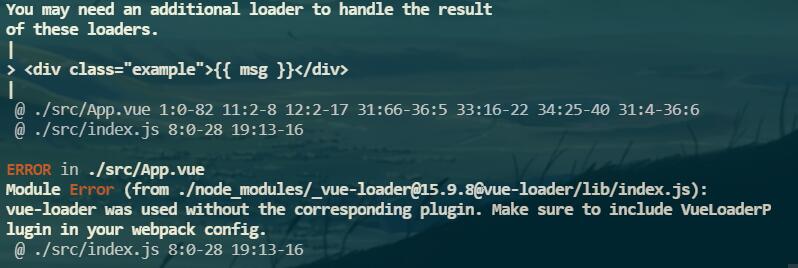 You may need an additional loader to handle the result
of these loaders.
|
> <div class="example">{{ msg }}</div>
|
@ ./src/App.vue 1:0-82 11:2-8 12:2-17 31:66-36:5 33:16-22 34:25-40 31:4-36:6
@ ./src/index.js 8:0-28 19:13-16
ERROR in ./src/App.vue
Module Error (from ./node_modules/_vue-loader@15.9.8@vue-loader/lib/index.js):
vue-loader was used without the corresponding plugin. Make sure to include VueLoaderP
lugin in your webpack config.
@ ./src/index.js 8:0-28 19:13-16